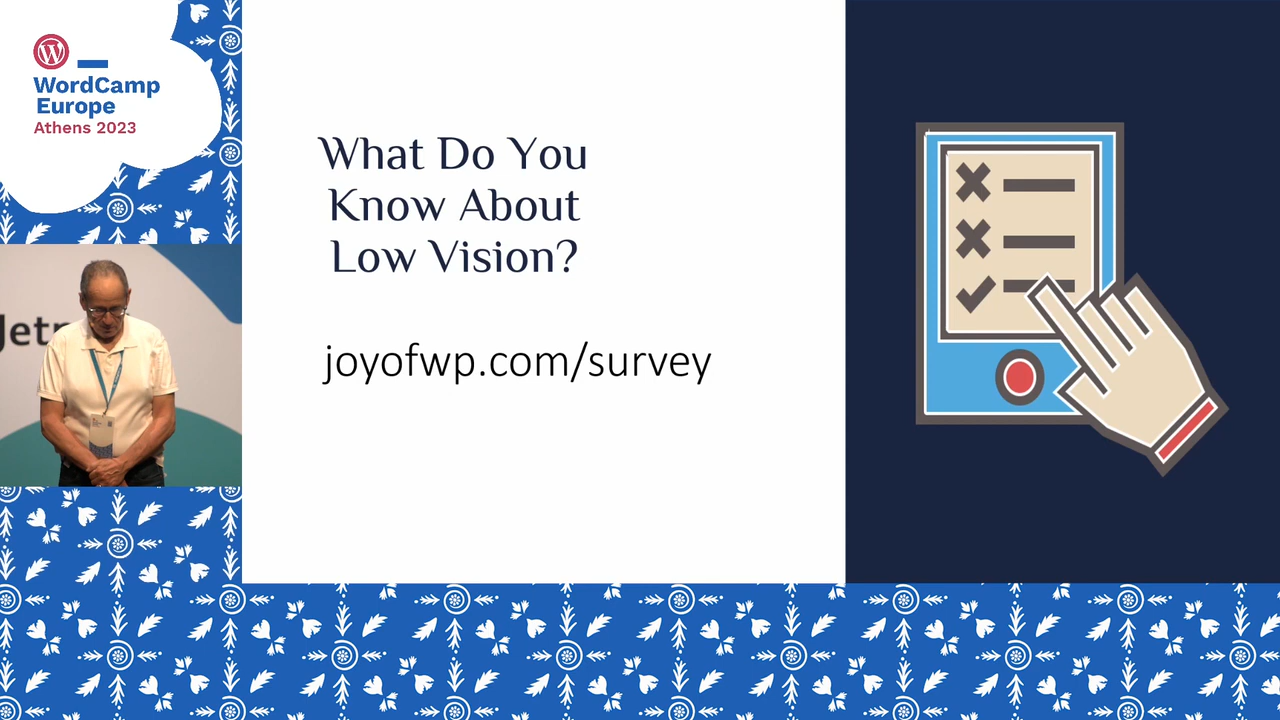 WordCamp
Europe
Athens 2023
What Do You
Know About
Low Vision?
joyofwp.com/survey